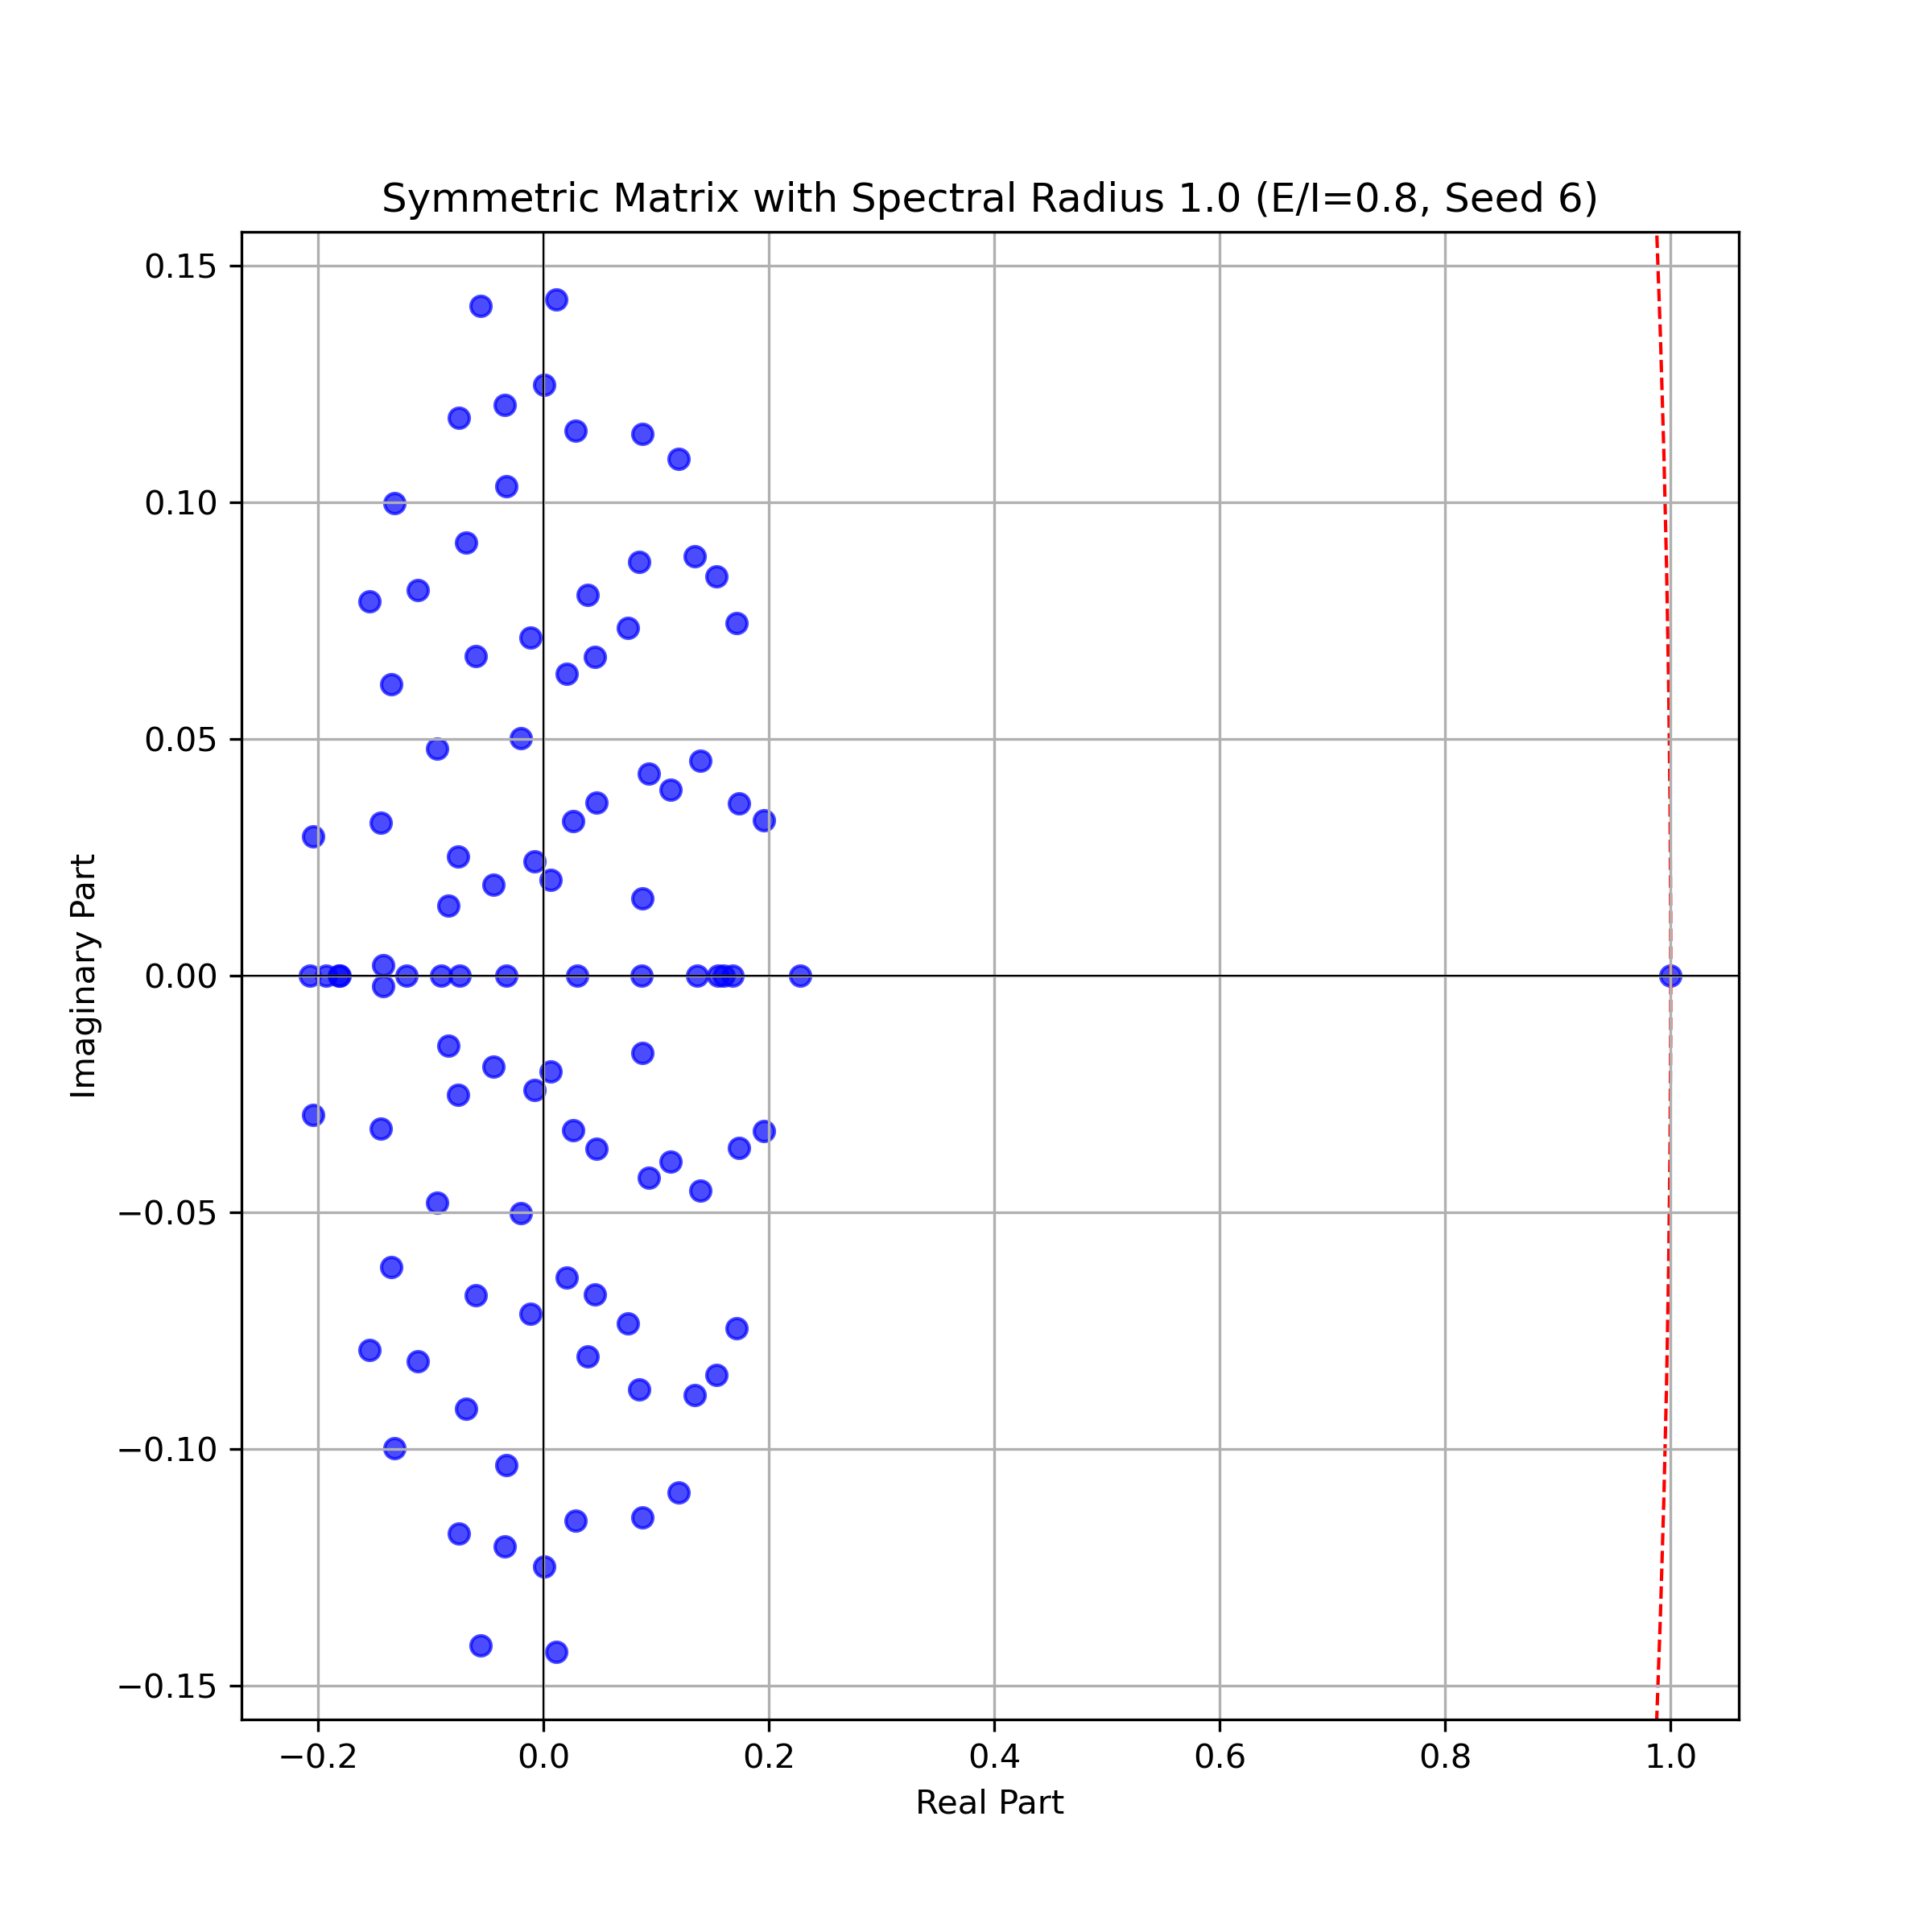 Symmetric Matrix with Spectral Radius 1.0 (E/I=0.8, Seed 6)
0.15
0.10
0.05
0.00
−0.05
−0.10
−0.15
Imaginary Part
−0.2 0.0 0.2 0.4 0.6 0.8 1.0
Real Part